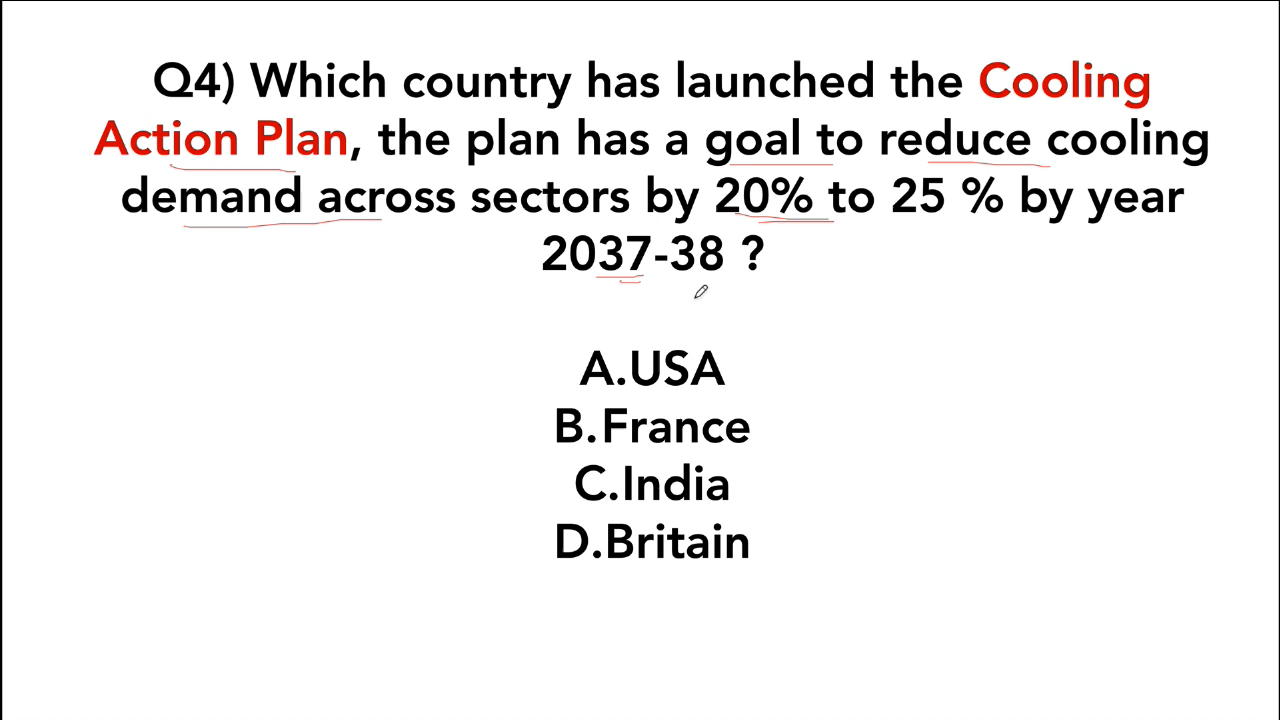 Q4) Which country has launched the Cooling
Action Plan, the plan has a goal to reduce cooling
demand across sectors by 20% to 25 % by year
2037-38 ?
A.USA
B.France
C.India
D.Britain